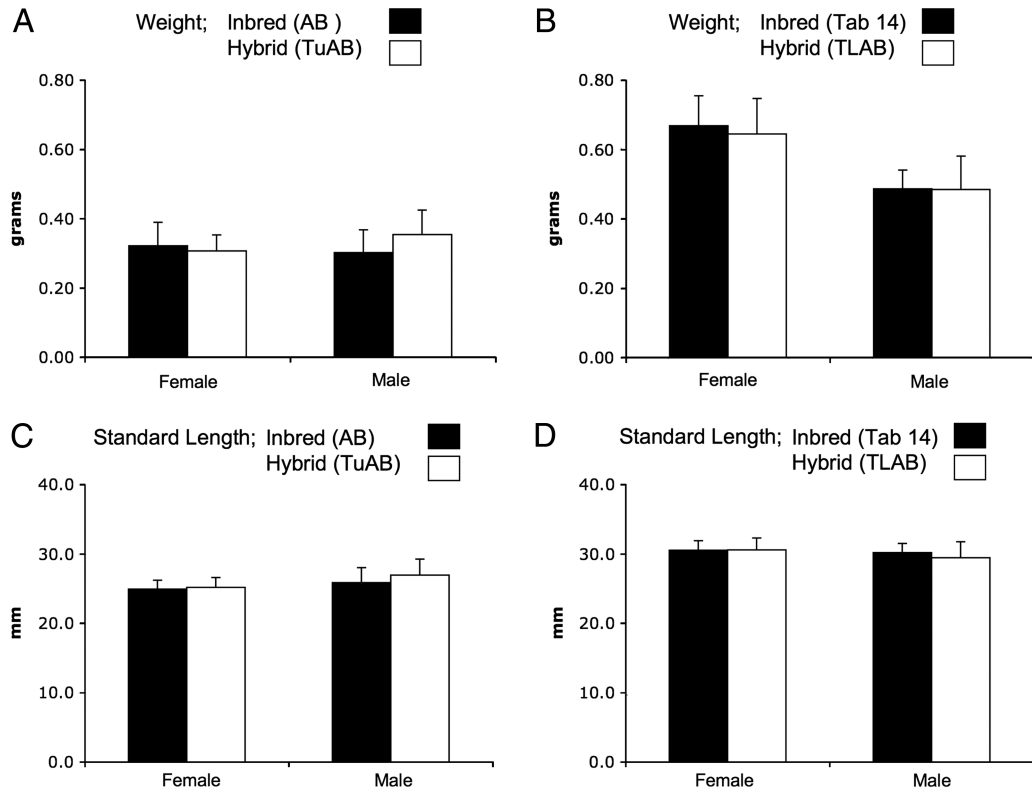 A
Weight; Inbred (AB )
Hybrid (TuAB)
0.80
0.60
0.40
0.20
0.00
grams
Female
Male
B
Weight; Inbred (Tab 14)
Hybrid (TLAB)
0.80
0.60
0.40
0.20
0.00
grams
Female
Male
C
Standard Length; Inbred (AB)
Hybrid (TuAB)
40.0
30.0
20.0
10.0
0.0
mm
Female
Male
D
Standard Length; Inbred (Tab 14)
Hybrid (TLAB)
40.0
30.0
20.0
10.0
0.0
mm
Female
Male